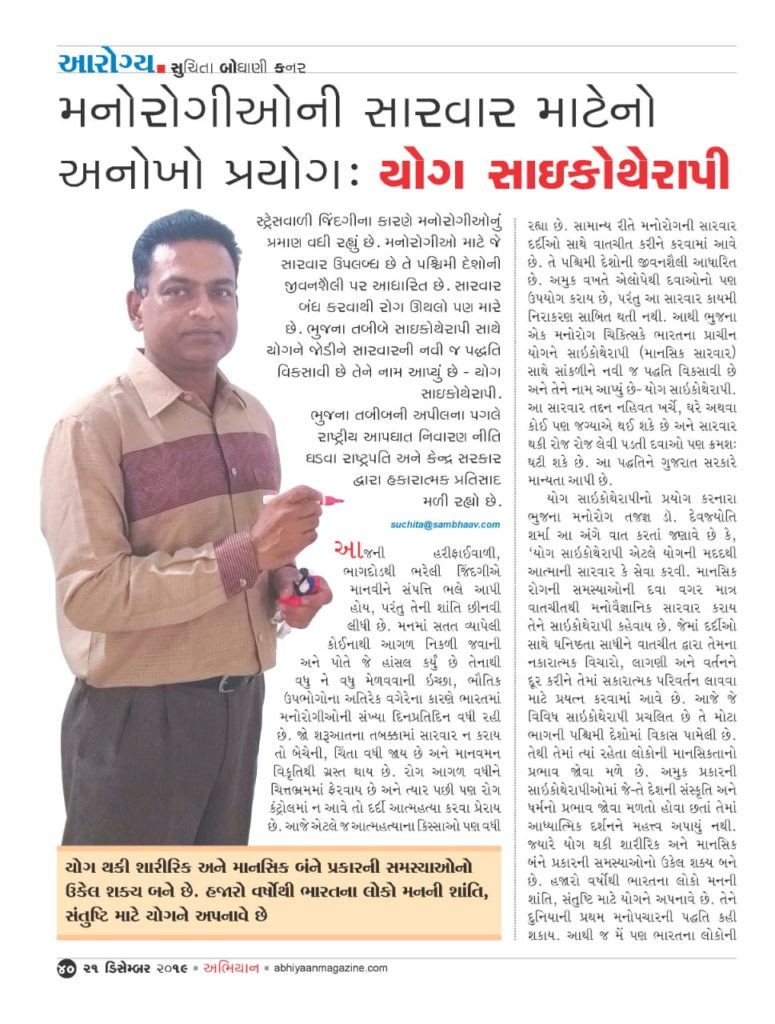 આરોગ્ય. સુચિતા બોઘાણી કનર
મનોરોગીઓની સારવાર માટેનો
અનોખો પ્રયોગઃ યોગ સાઇકોથેરાપી
સ્ટ્રેસવાળી જિંદગીના કારણે મનોરોગીઓનું
પ્રમાણ વધી રહ્યું છે. મનોરોગીઓ માટે જે
સારવાર ઉપલબ્ધ છે તે પશ્ચિમી દેશોની
જીવનશૈલી પર આધારિત છે. સારવાર
બંધ કરવાથી રોગ ઊથલો પણ મારે
છે. ભુજના તબીબે સાઇકોથેરાપી સાથે
યોગને જોડીને સારવારની નવી જ પદ્ધતિ
વિકસાવી છે તેને નામ આપ્યું છે - યોગ
સાઇકોથેરાપી.
ભુજના તબીબની અપીલના પગલે
રાષ્ટ્રીય આપઘાત નિવારણ નીતિ
ઘડવા રાષ્ટ્રપતિ અને કેન્દ્ર સરકાર
દ્વારા હકારાત્મક પ્રતિસાદ
મળી રહ્યો છે.
suchita@sambhaav.com
આજની હરીફાઈવાળી,
ભાગદોડથી ભરેલી જિંદગીએ
માનવીને સંપત્તિ ભલે આપી
હોય, પરંતુ તેની શાંતિ છીનવી
લીધી છે. મનમાં સતત વ્યાપેલી
કોઈનાથી આગળ નિકળી જવાની
અને પોતે જે હાંસલ કર્યું છે તેનાથી
વધુ ને વધુ મેળવવાની ઇચ્છા, ભૌતિક
ઉપભોગોના અતિરેક વગેરેના કારણે ભારતમાં
મનોરોગીઓની સંખ્યા દિનપ્રતિદિન વધી રહી
છે. જો શરૂઆતના તબક્કામાં સારવાર ન કરાય
તો બેચેની, ચિંતા વધી જાય છે અને માનવમન
વિકૃતિથી ગ્રસ્ત થાય છે. રોગ આગળ વધીને
ચિત્તભ્રમમાં ફેરવાય છે અને ત્યાર પછી પણ રોગ
કંટ્રોલમાં ન આવે તો દર્દી આત્મહત્યા કરવા પ્રેરાય
છે. આજે એટલે જ આત્મહત્યાના કિસ્સાઓ પણ વધી
રહ્યા છે. સામાન્ય રીતે મનોરોગની સારવાર
દર્દીઓ સાથે વાતચીત કરીને કરવામાં આવે
છે. તે પશ્ચિમી દેશોની જીવનશૈલી આધારિત
છે. અમુક વખતે એલોપેથી દવાઓનો પણ
ઉપયોગ કરાય છે, પરંતુ આ સારવાર કાયમી
નિરાકરણ સાબિત થતી નથી. આથી ભુજના
એક મનોરોગ ચિકિત્સકે ભારતના પ્રાચીન
યોગને સાઇકોથેરાપી (માનસિક સારવાર)
સાથે સાંકળીને નવી જ પદ્ધતિ વિકસાવી છે
અને તેને નામ આપ્યું છે- યોગ સાઇકોથેરાપી.
આ સારવાર તદ્દન નહિવત ખર્ચે, ઘરે અથવા
કોઈ પણ જગ્યાએ થઈ શકે છે અને સારવાર
થકી રોજ રોજ લેવી પડતી દવાઓ પણ ક્રમશઃ
ઘટી શકે છે. આ પદ્ધતિને ગુજરાત સરકારે
માન્યતા આપી છે.
યોગ સાઇકોથેરાપીનો પ્રયોગ કરનારા
ભુજના મનોરોગ તજજ્ઞ ડૉ. દેવજ્યોતિ
શર્મા આ અંગે વાત કરતાં જણાવે છે કે,
'યોગ સાઇકોથેરાપી એટલે યોગની મદદથી
આત્માની સારવાર કે સેવા કરવી. માનસિક
રોગની સમસ્યાઓની દવા વગર માત્ર
વાતચીતથી મનોવૈજ્ઞાનિક સારવાર કરાય
તેને સાઇકોથેરાપી કહેવાય છે. જેમાં દર્દીઓ
સાથે ઘનિષ્ઠતા સાધીને વાતચીત દ્વારા તેમના
નકારાત્મક વિચારો, લાગણી અને વર્તનને
દૂર કરીને તેમાં સકારાત્મક પરિવર્તન લાવવા
માટે પ્રયત્ન કરવામાં આવે છે. આજે જે
વિવિધ સાઇકોથેરાપી પ્રચલિત છે તે મોટા
ભાગની પશ્ચિમી દેશોમાં વિકાસ પામેલી છે.
તેથી તેમાં ત્યાં રહેતા લોકોની માનસિકતાનો
પ્રભાવ જોવા મળે છે. અમુક પ્રકારની
સાઇકોથેરાપીઓમાં જે-તે દેશની સંસ્કૃતિ અને
ધર્મનો પ્રભાવ જોવા મળતો હોવા છતાં તેમાં
આધ્યાત્મિક દર્શનને મહત્ત્વ અપાયું નથી.
જ્યારે યોગ થકી શારીરિક અને માનસિક
બંને પ્રકારની સમસ્યાઓનો ઉકેલ શક્ય બને
છે. હજારો વર્ષોથી ભારતના લોકો મનની
શાંતિ, સંતુષ્ટિ માટે યોગને અપનાવે છે. તેને
દુનિયાની પ્રથમ મનોપચારની પદ્ધતિ કહી
શકાય. આથી જ મેં પણ ભારતના લોકોની
યોગ થકી શારીરિક અને માનસિક બંને પ્રકારની સમસ્યાઓનો
ઉકેલ શક્ય બને છે. હજારો વર્ષોથી ભારતના લોકો મનની શાંતિ,
સંતુષ્ટિ માટે યોગને અપનાવે છે
૪૦ ૨૧ ડિસેમ્બર ૨૦૧૯ ▪ અભિયાન ▪ abhiyaanmagazine.com